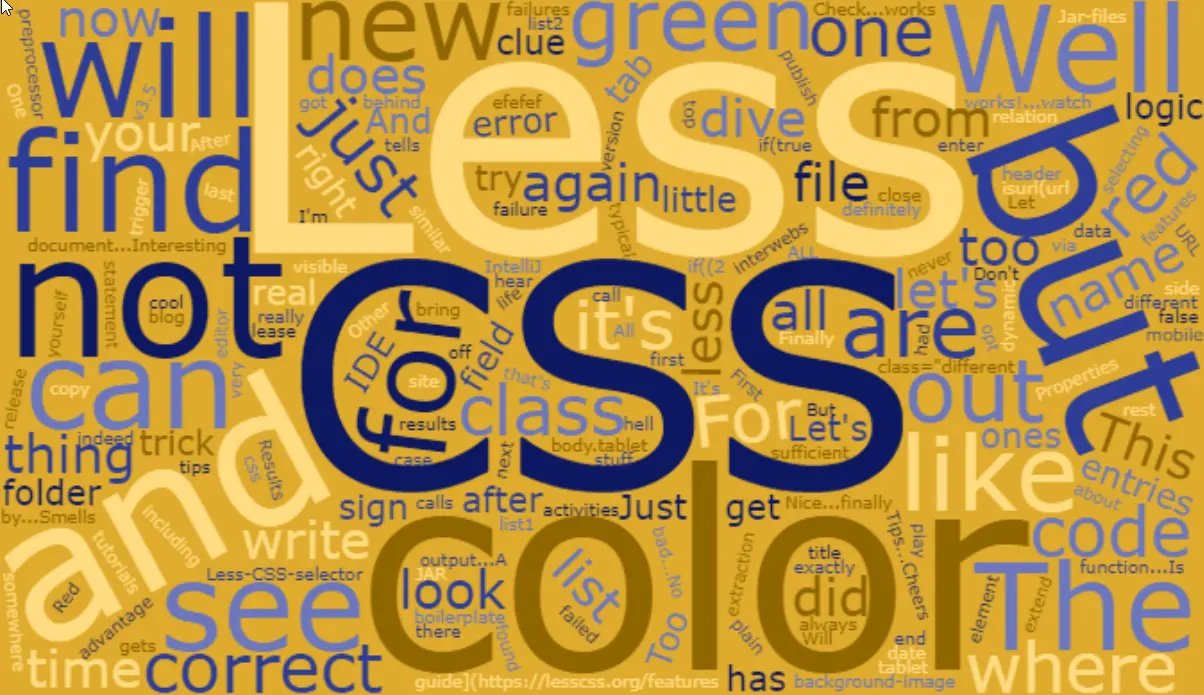 now
will
preprocessor
One
v3.5
new
failures
list2
clue
green
Check...works
one
Well
Jar-files
does
got
behind
Less
tab
publish
works!...watch
relation
logic
just
And
tells
efefef
error
version
top
dive
if(true
from
enter
but
find
your
After
trigger
last
right
similar
I'm
try
again
failure
little
typical
file
close
definitely
header
isurl(url
Let
selecting
red
features
URL
document...Interesting
not
statement
yourself
cool
blog
editor
visible
real
really
lease
IntelliJ
hear
life
interwebs
if((2
ALL
too
never
let's
Don't
data
via
name
side
different
false
mobile
dynamic
opt
had
are
css
Other
IDE
for
bring
off
site
results
case
field
that's
call
it's
All
first
less
It's
First
all
Finally
class="different
can
copy
very
release
and
class
hell
body.tablet
stuff
next
For
But
Let's
sufficient
out
ones
Properties
rest
This
thing
indeed
trick
tips
Results
CSS
folder
by...Smells
including
tutorials
write
sign
calls
after
list1
activities
Just
get
Nice...finally
like
entries
about
code
function...Is
color
output...A
JAR
look
boilerplate
there
found
list
failed
bad...No
TOO
extraction
plain
title
exactly
did
always
Will
Tips...Cheers
play
end
date
tablet
element
extend
The
where
somewhere
Red
advantage
gets
time
Less-CSS-selector
see
correct
guide](https://lesscss.org/features
has
background-image